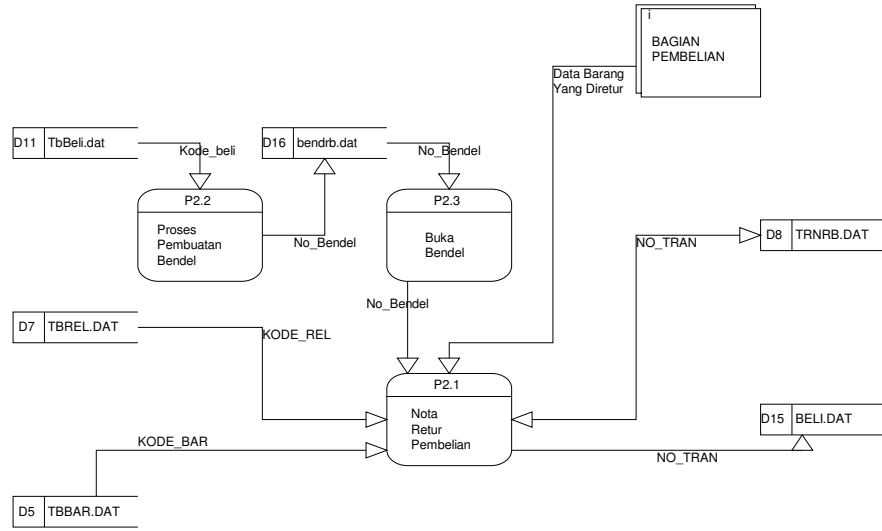 i
BAGIAN
PEMBELIAN
Data Barang
Yang Diretur
D11 TbBeli.dat
Kode_beli
D16 bendrb.dat
No_Bendel
P2.2
Proses
Pembuatan
Bendel
No_Bendel
P2.3
Buka
Bendel
NO_TRAN
D8 TRNRB.DAT
No_Bendel
D7 TBREL.DAT
KODE_REL
P2.1
Nota
Retur
Pembelian
D15 BELI.DAT
KODE_BAR
NO_TRAN
D5 TBBAR.DAT